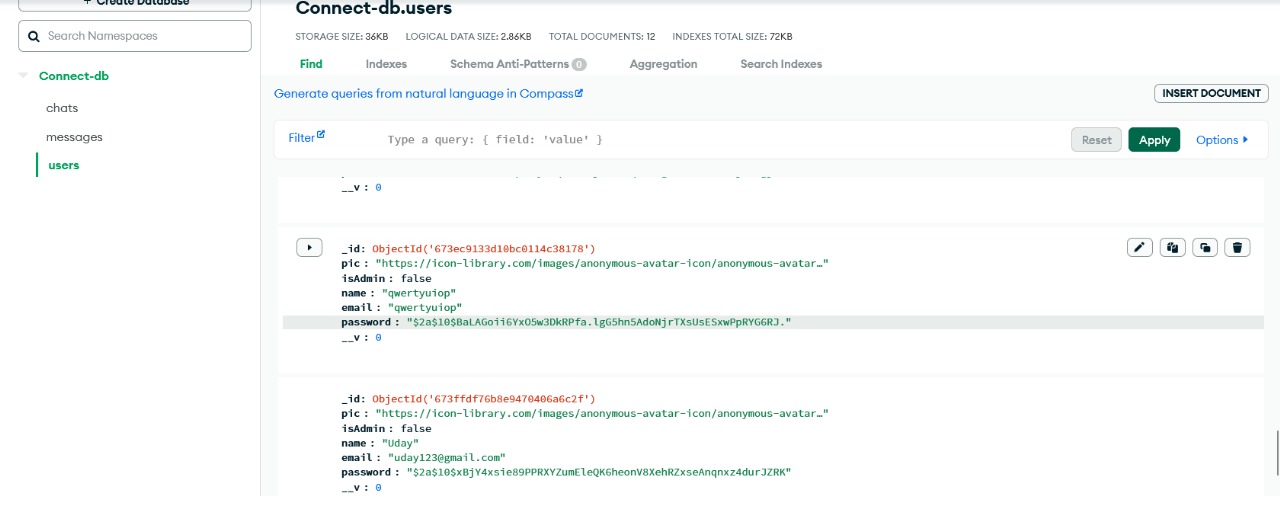 + Create Database
Search Namespaces
Connect-db
chats
messages
users
Connect-db.users
STORAGE SIZE: 36KB LOGICAL DATA SIZE: 2.86KB TOTAL DOCUMENTS: 12 INDEXES TOTAL SIZE: 72KB
Find Indexes Schema Anti-Patterns 0 Aggregation Search Indexes
Generate queries from natural language in Compass
INSERT DOCUMENT
Filter Type a query: { field: 'value' } Reset Apply Options
__v: 0
_id: ObjectId('673ec9133d10bc0114c38178')
pic: "https://icon-library.com/images/anonymous-avatar-icon/anonymous-avatar…"
isAdmin: false
name: "qwertyuiop"
email: "qwertyuiop"
password: "$2a$10$BaLAGoii6YxO5w3DkRPfa.lgG5hn5AdoNjrTXsUsESxwPpRYG6RJ."
__v: 0
_id: ObjectId('673ffdf76b8e9470406a6c2f')
pic: "https://icon-library.com/images/anonymous-avatar-icon/anonymous-avatar…"
isAdmin: false
name: "Uday"
email: "uday123@gmail.com"
password: "$2a$10$xBjY4xsie89PPRXYZumEleQK6heonV8XehRZxseAnqnxz4durJZRK"
__v: 0